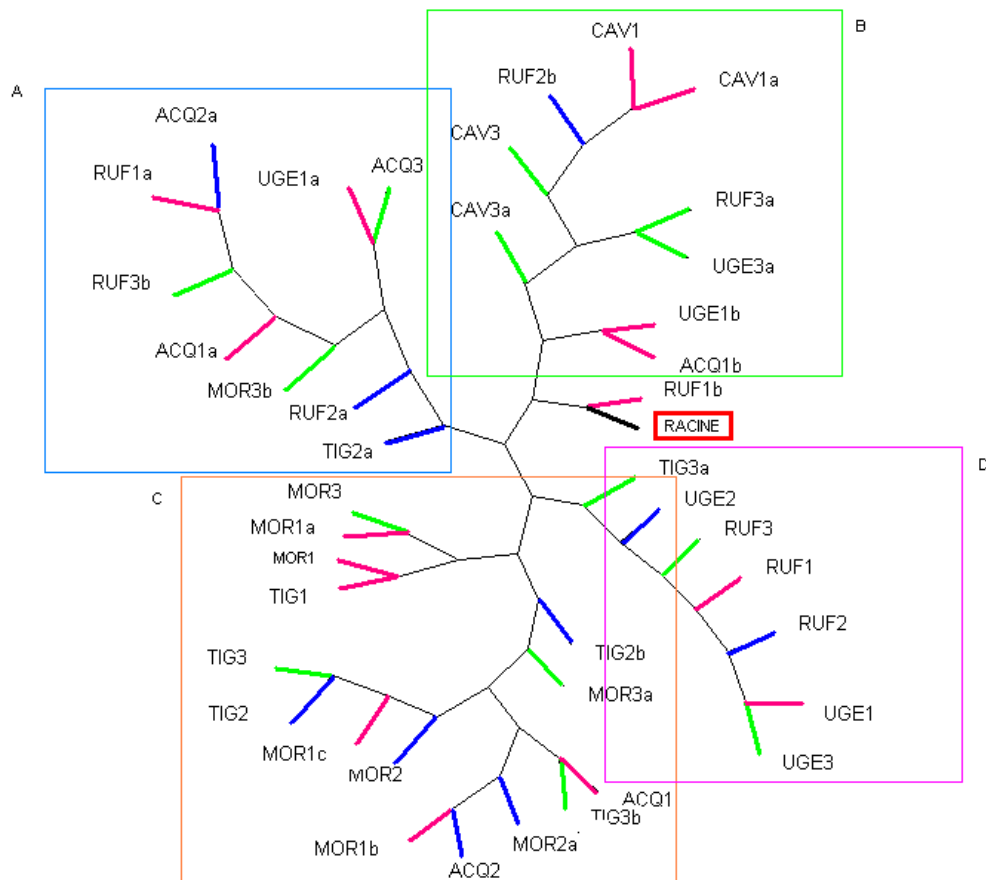 CAV1
B
RUF2b
CAV1a
A
ACQ2a
CAV3
RUF1a
UGE1a
ACQ3
RUF3a
CAV3a
RUF3b
UGE3a
UGE1b
ACQ1a
ACQ1b
MOR3b
RUF1b
RUF2a
RACINE
TIG2a
D
TIG3a
C
MOR3
UGE2
MOR1a
RUF3
MOR1
RUF1
TIG1
RUF2
TIG2b
TIG3
MOR3a
TIG2
UGE1
MOR1c
MOR2
UGE3
ACQ1
TIG3b
MOR2a
MOR1b
ACQ2